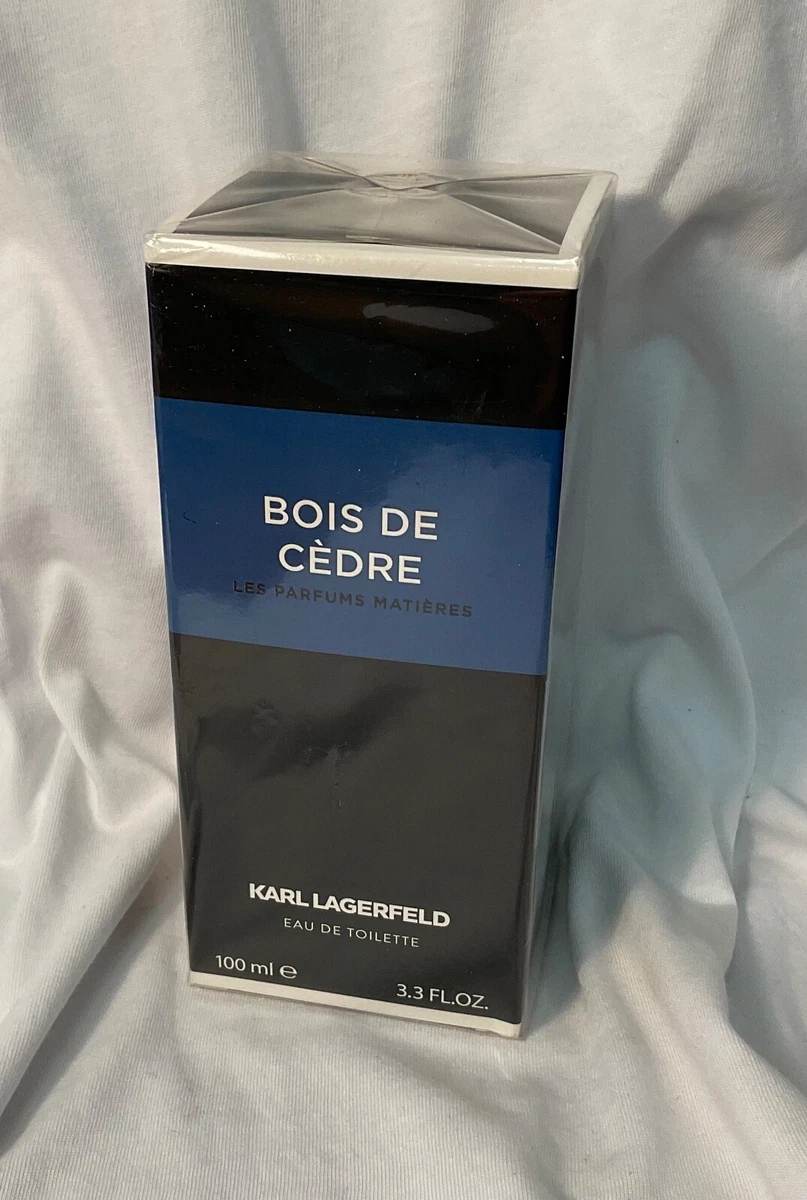 BOIS DE
CÈDRE
LES PARFUMS MATIÈRES
KARL LAGERFELD
EAU DE TOILETTE
100 ml ℮
3.3 FL.OZ.